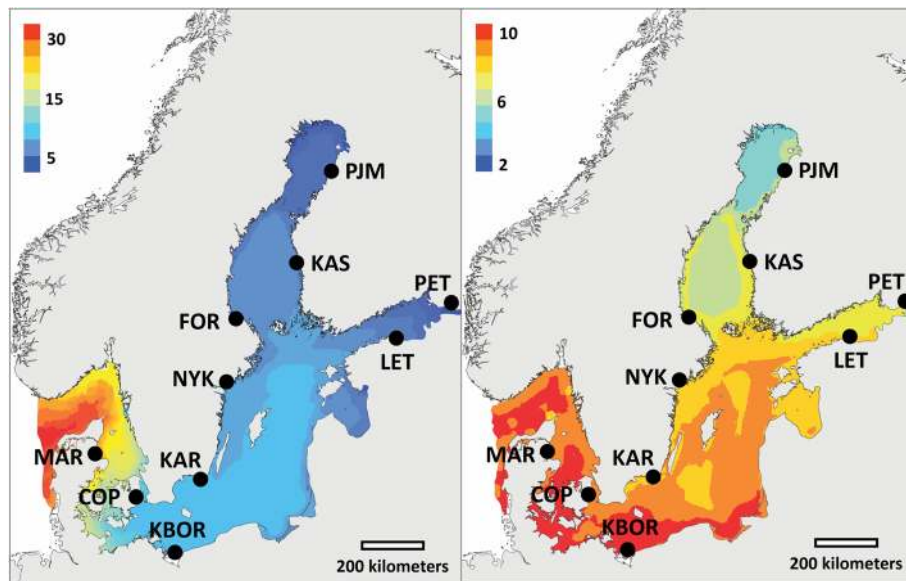 30
15
5
PJM
KAS
PET
FOR
LET
NYK
MAR
KAR
COP
KBOR
200 kilometers
10
6
2
PJM
KAS
PET
FOR
LET
NYK
MAR
KAR
COP
KBOR
200 kilometers